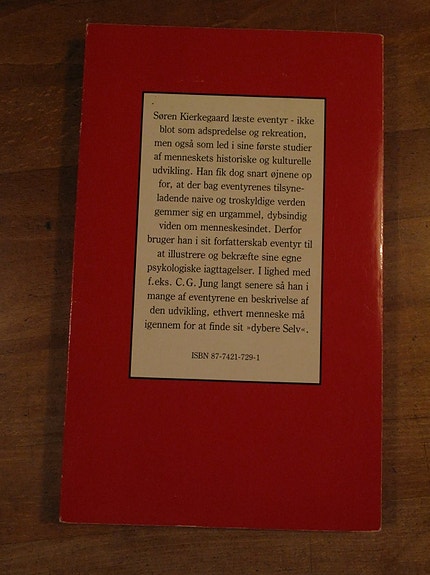 Søren Kierkegaard læste eventyr - ikke
blot som adspredelse og rekreation,
men også som led i sine første studier
af menneskets historiske og kulturelle
udvikling. Han fik dog snart øjnene op
for, at der bag eventyrenes tilsyne-
ladende naive og troskyldige verden
gemmer sig en urgammel, dybsindig
viden om menneskesindet. Derfor
bruger han i sit forfatterskab eventyr til
at illustrere og bekræfte sine egne
psykologiske iagttagelser. I lighed med
f.eks. C.G. Jung langt senere så han i
mange af eventyrene en beskrivelse af
den udvikling, ethvert menneske må
igennem for at finde sit »dybere Selv«.
ISBN 87-7421-729-1